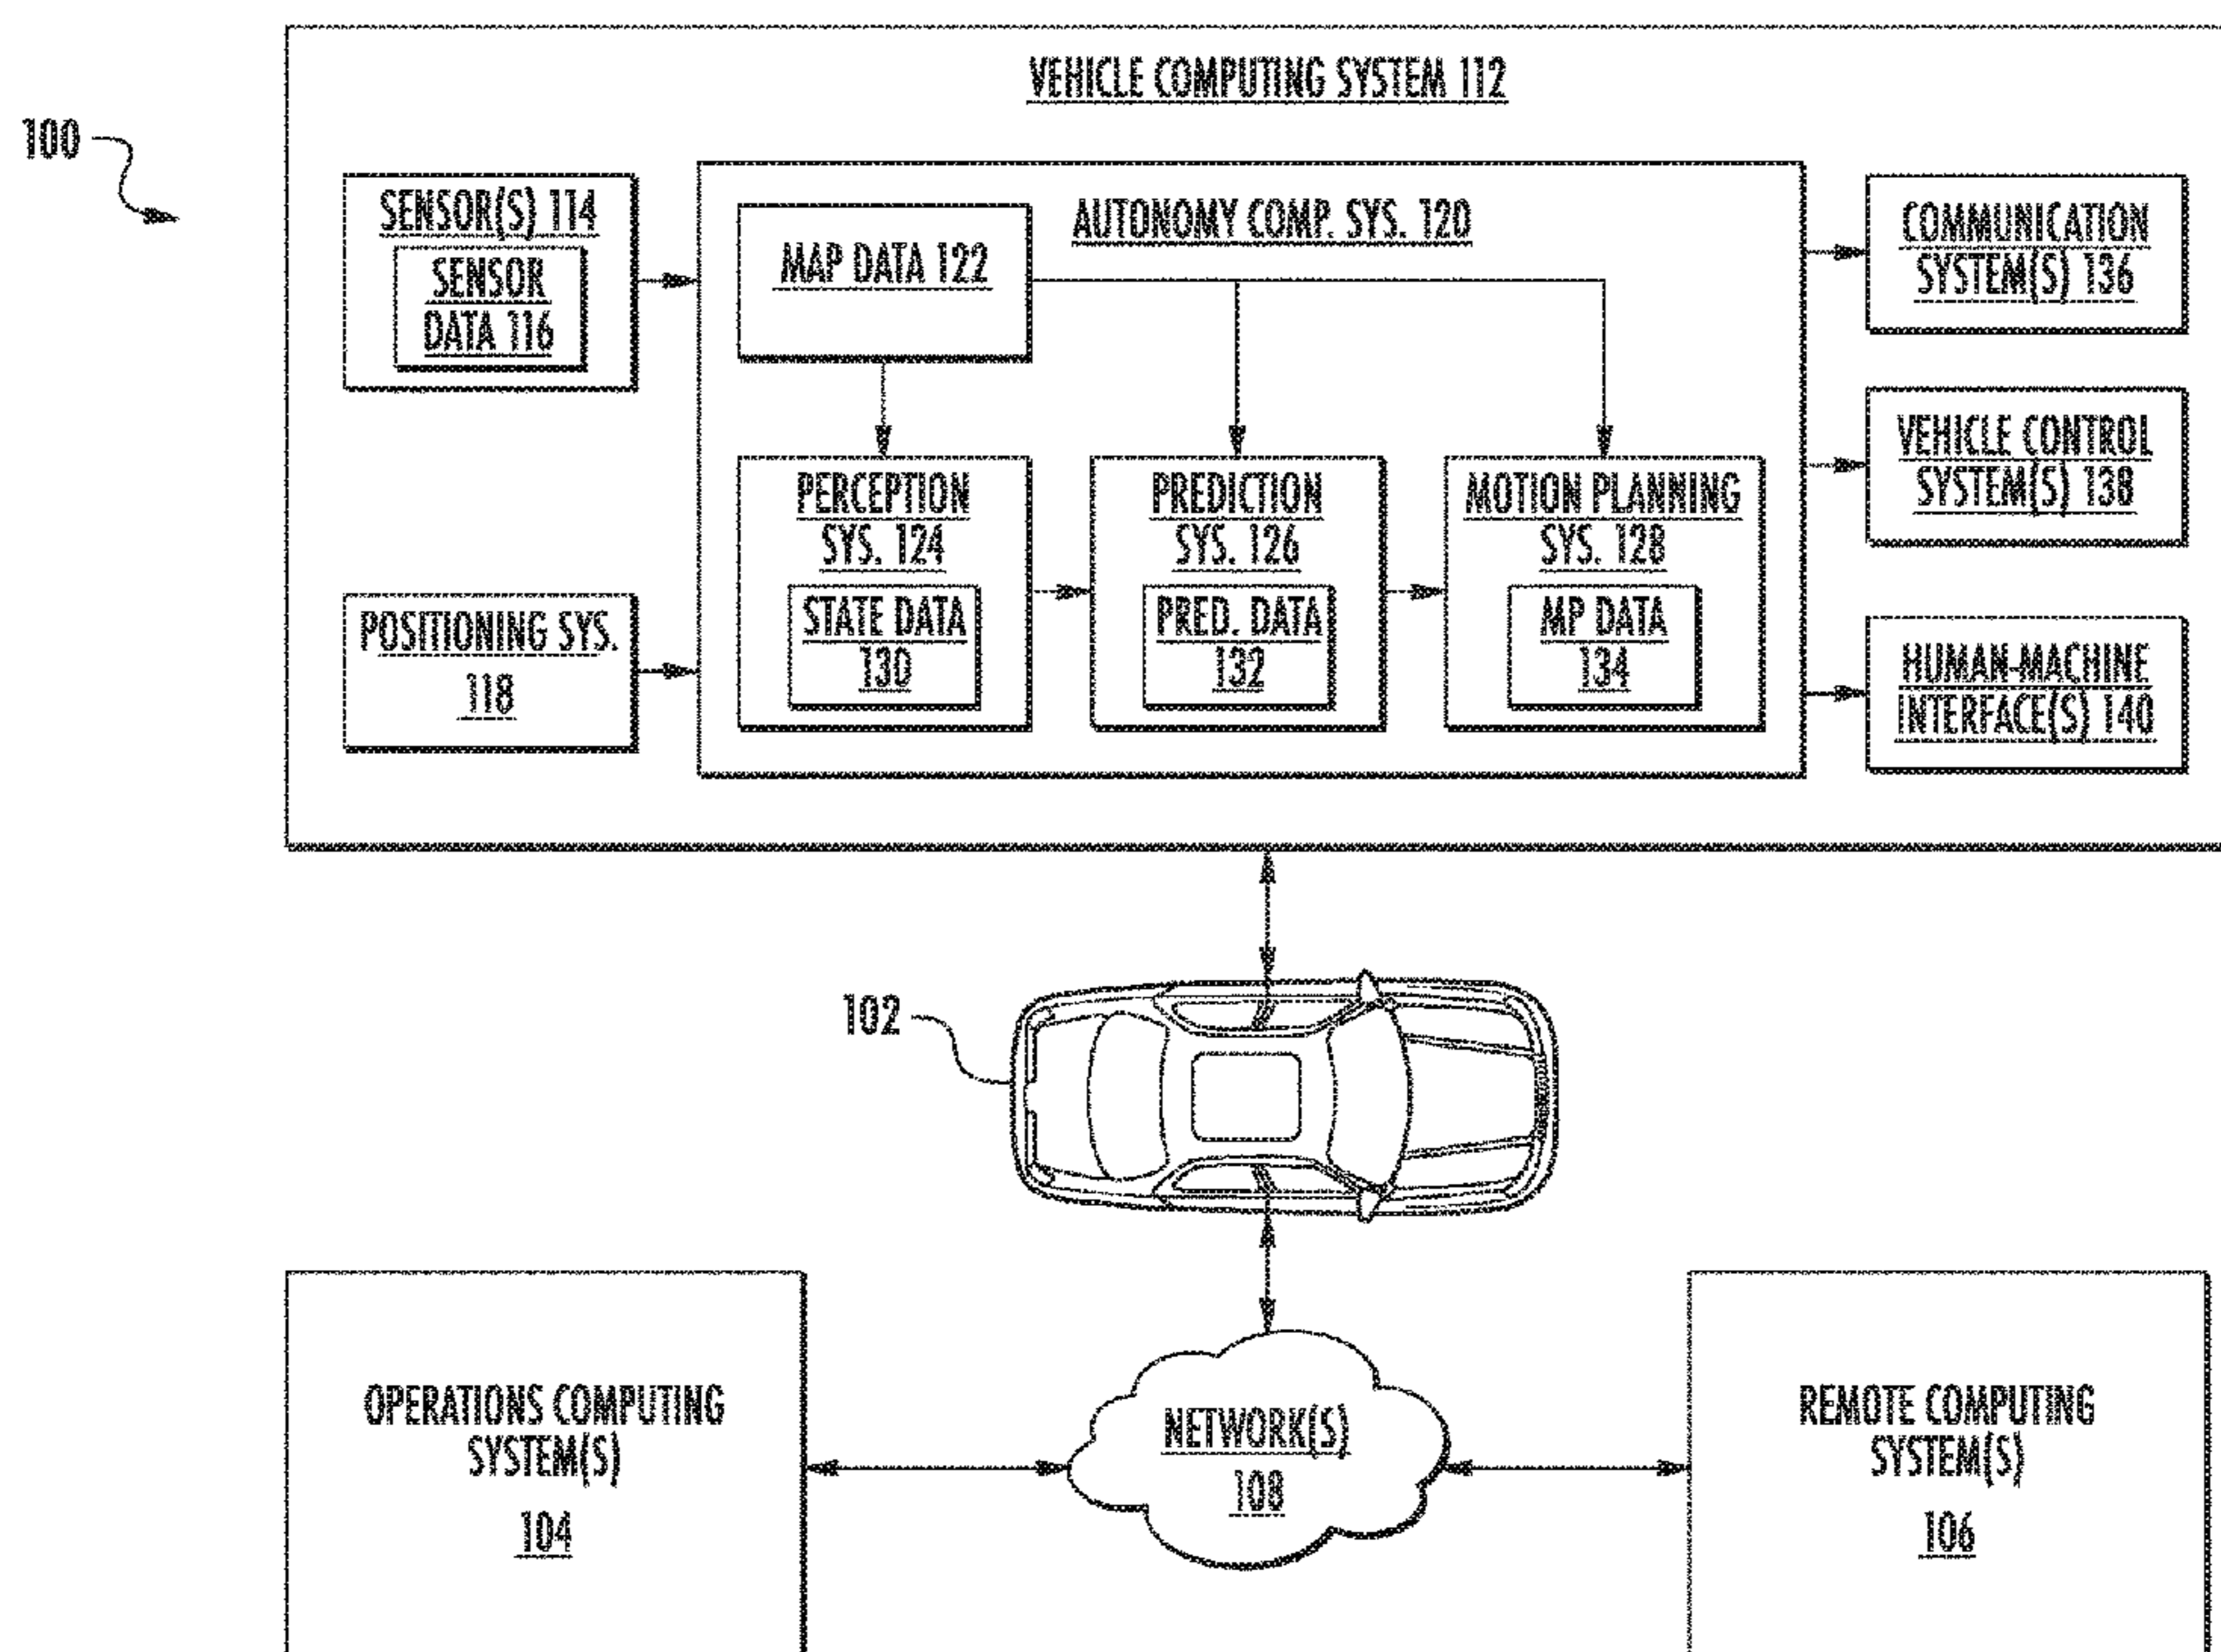 VEHICLE COMPUTING SYSTEM 112
100
SENSOR(S) 114
SENSOR
DATA 116
MAP DATA 122
AUTONOMY COMP. SYS. 120
COMMUNICATION
SYSTEM(S) 136
VEHICLE CONTROL
SYSTEM(S) 138
PERCEPTION
SYS. 124
STATE DATA
130
PREDICTION
SYS. 126
PRED. DATA
132
MOTION PLANNING
SYS. 128
MP DATA
134
POSITIONING SYS.
118
HUMAN-MACHINE
INTERFACE(S) 140
102
OPERATIONS COMPUTING
SYSTEM(S)
104
NETWORK(S)
108
REMOTE COMPUTING
SYSTEM(S)
106